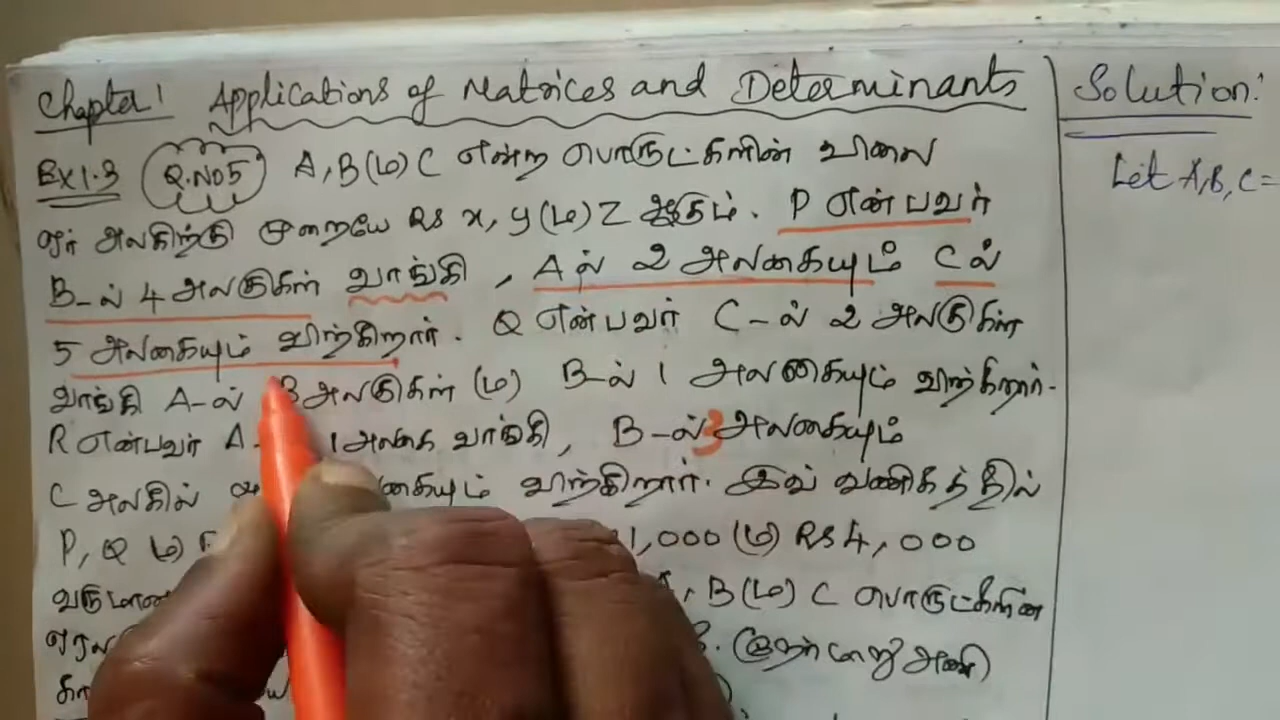 Chapter 1 Applications of Matrices and Determinants
Ex 1.3 Q.No 5 A, B (ம) C என்ற பொருட்களின் விலை
ஓர் அலகிற்கு முறையே Rs x, y (ம) z ஆகும். P என்பவர்
B-ல் 4 அலகுகள் வாங்கி, A ல் 2 அலகையும் C ல்
5 அலகையும் விற்கிறார். Q என்பவர் C-ல் 2 அலகுகள்
வாங்கி A-ல் 3 அலகுகள் (ம) B-ல் 1 அலகையும் விற்கிறார்.
R என்பவர் A- 1 அலகை வாங்கி, B-ல் 3 அலகையும்
C அலகில் விற்கிறார். இவ் வணிகத்தில்
P, Q ம 1,000 (ம) Rs 4,000
B (ம) C பொருட்களின்
(நேர்மாறு அணி)
Solution:
Let A, B, C =